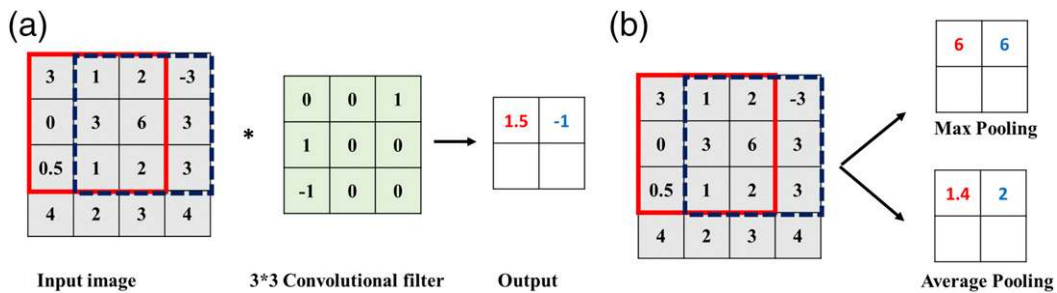 (a)
3 1 2 -3
0 3 6 3
0.5 1 2 3
4 2 3 4
Input image
*
0 0 1
1 0 0
-1 0 0
3*3 Convolutional filter
1.5 -1
Output
(b)
3 1 2 -3
0 3 6 3
0.5 1 2 3
4 2 3 4
6 6
Max Pooling
1.4 2
Average Pooling